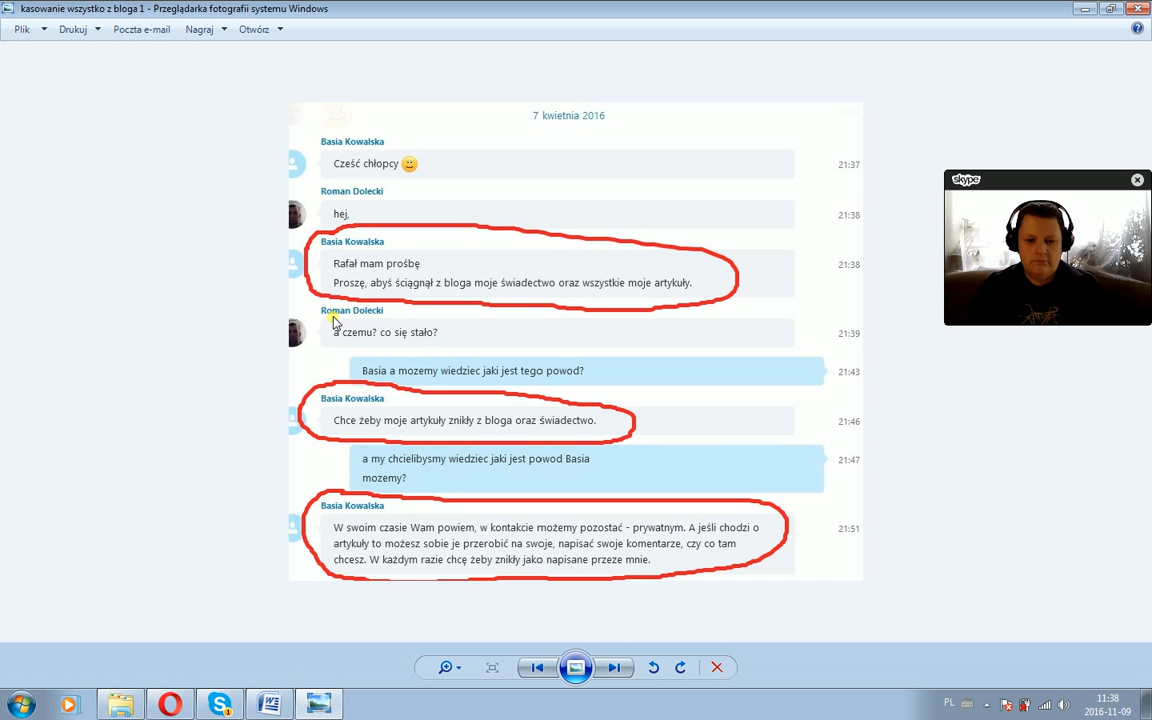 kasowanie wszystko z bloga 1 - Przeglądarka fotografii systemu Windows
Plik Drukuj Poczta e-mail Nagraj Otwórz
7 kwietnia 2016
Basia Kowalska
Cześć chłopcy
21:37
Roman Dolecki
hej,
21:38
Basia Kowalska
Rafał mam prośbę
21:38
Proszę, abyś ściągnął z bloga moje świadectwo oraz wszystkie moje artykuły.
Roman Dolecki
a czemu? co się stało?
21:39
Basia a mozemy wiedziec jaki jest tego powod?
21:43
Basia Kowalska
Chce żeby moje artykuły znikły z bloga oraz świadectwo.
21:46
a my chcielibysmy wiedziec jaki jest powod Basia
21:47
mozemy?
Basia Kowalska
W swoim czasie Wam powiem, w kontakcie możemy pozostać - prywatnym. A jeśli chodzi o
21:51
artykuły to możesz sobie je przerobić na swoje, napisać swoje komentarze, czy co tam
chcesz. W każdym razie chcę żeby znikły jako napisane przeze mnie.
skype
PL
11:38
2016-11-09